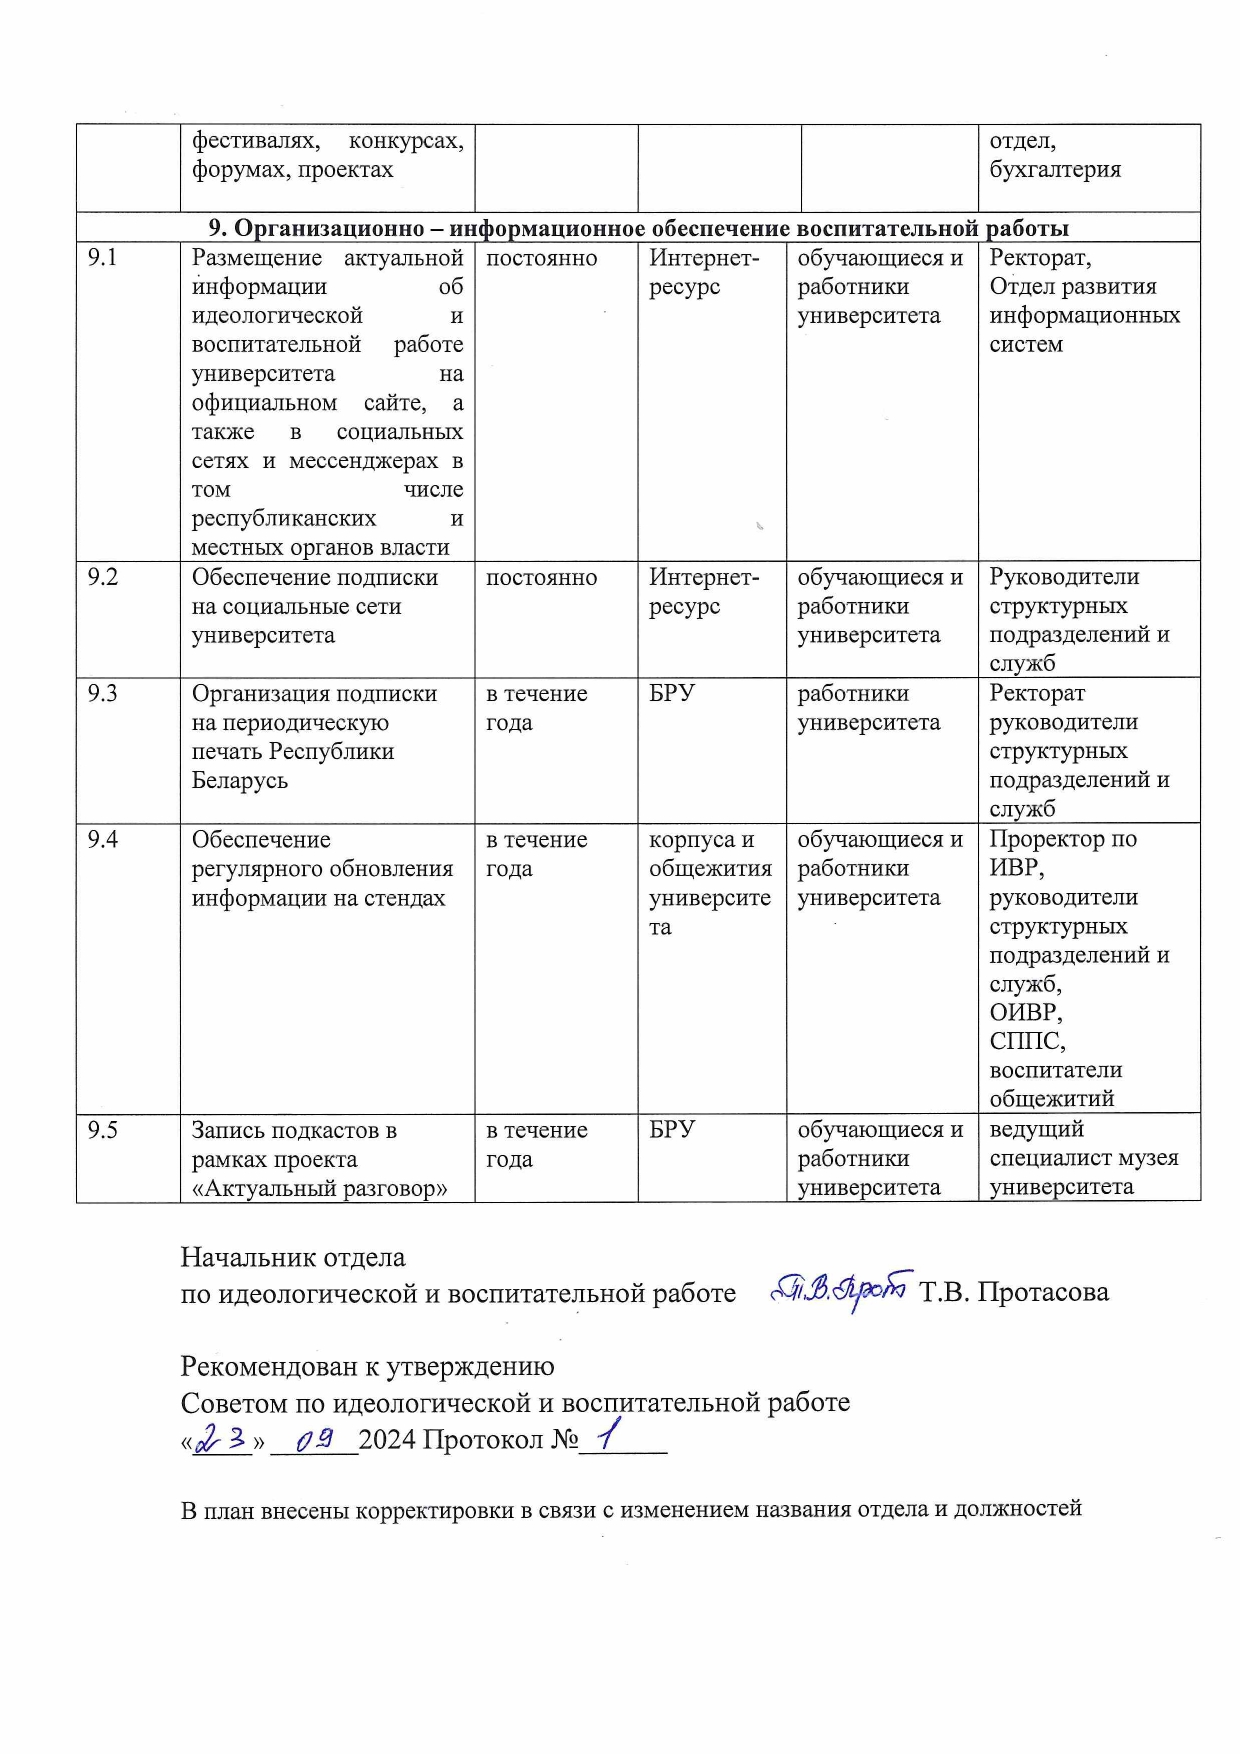 фестивалях, конкурсах,
форумах, проектах
отдел,
бухгалтерия
9. Организационно – информационное обеспечение воспитательной работы
9.1
Размещение актуальной
информации об
идеологической и
воспитательной работе
университета на
официальном сайте, а
также в социальных
сетях и мессенджерах в
том числе
республиканских и
местных органов власти
постоянно
Интернет-
ресурс
обучающиеся и
работники
университета
Ректорат,
Отдел развития
информационных
систем
9.2
Обеспечение подписки
на социальные сети
университета
постоянно
Интернет-
ресурс
обучающиеся и
работники
университета
Руководители
структурных
подразделений и
служб
9.3
Организация подписки
на периодическую
печать Республики
Беларусь
в течение
года
БРУ
работники
университета
Ректорат
руководители
структурных
подразделений и
служб
9.4
Обеспечение
регулярного обновления
информации на стендах
в течение
года
корпуса и
общежития
университе
та
обучающиеся и
работники
университета
Проректор по
ИВР,
руководители
структурных
подразделений и
служб,
ОИВР,
СППС,
воспитатели
общежитий
9.5
Запись подкастов в
рамках проекта
«Актуальный разговор»
в течение
года
БРУ
обучающиеся и
работники
университета
ведущий
специалист музея
университета
Начальник отдела
по идеологической и воспитательной работе Т.В.Прот Т.В. Протасова
Рекомендован к утверждению
Советом по идеологической и воспитательной работе
«23» 09 2024 Протокол № 1
В план внесены корректировки в связи с изменением названия отдела и должностей